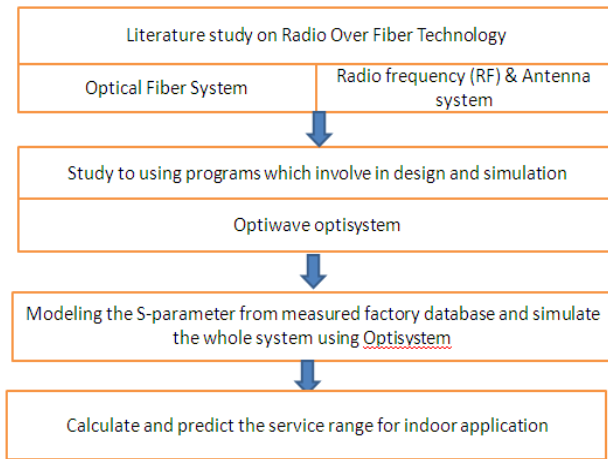 Literature study on Radio Over Fiber Technology
Optical Fiber System
Radio frequency (RF) & Antenna
system
Study to using programs which involve in design and simulation
Optiwave optisystem
Modeling the S-parameter from measured factory database and simulate
the whole system using Optisystem
Calculate and predict the service range for indoor application